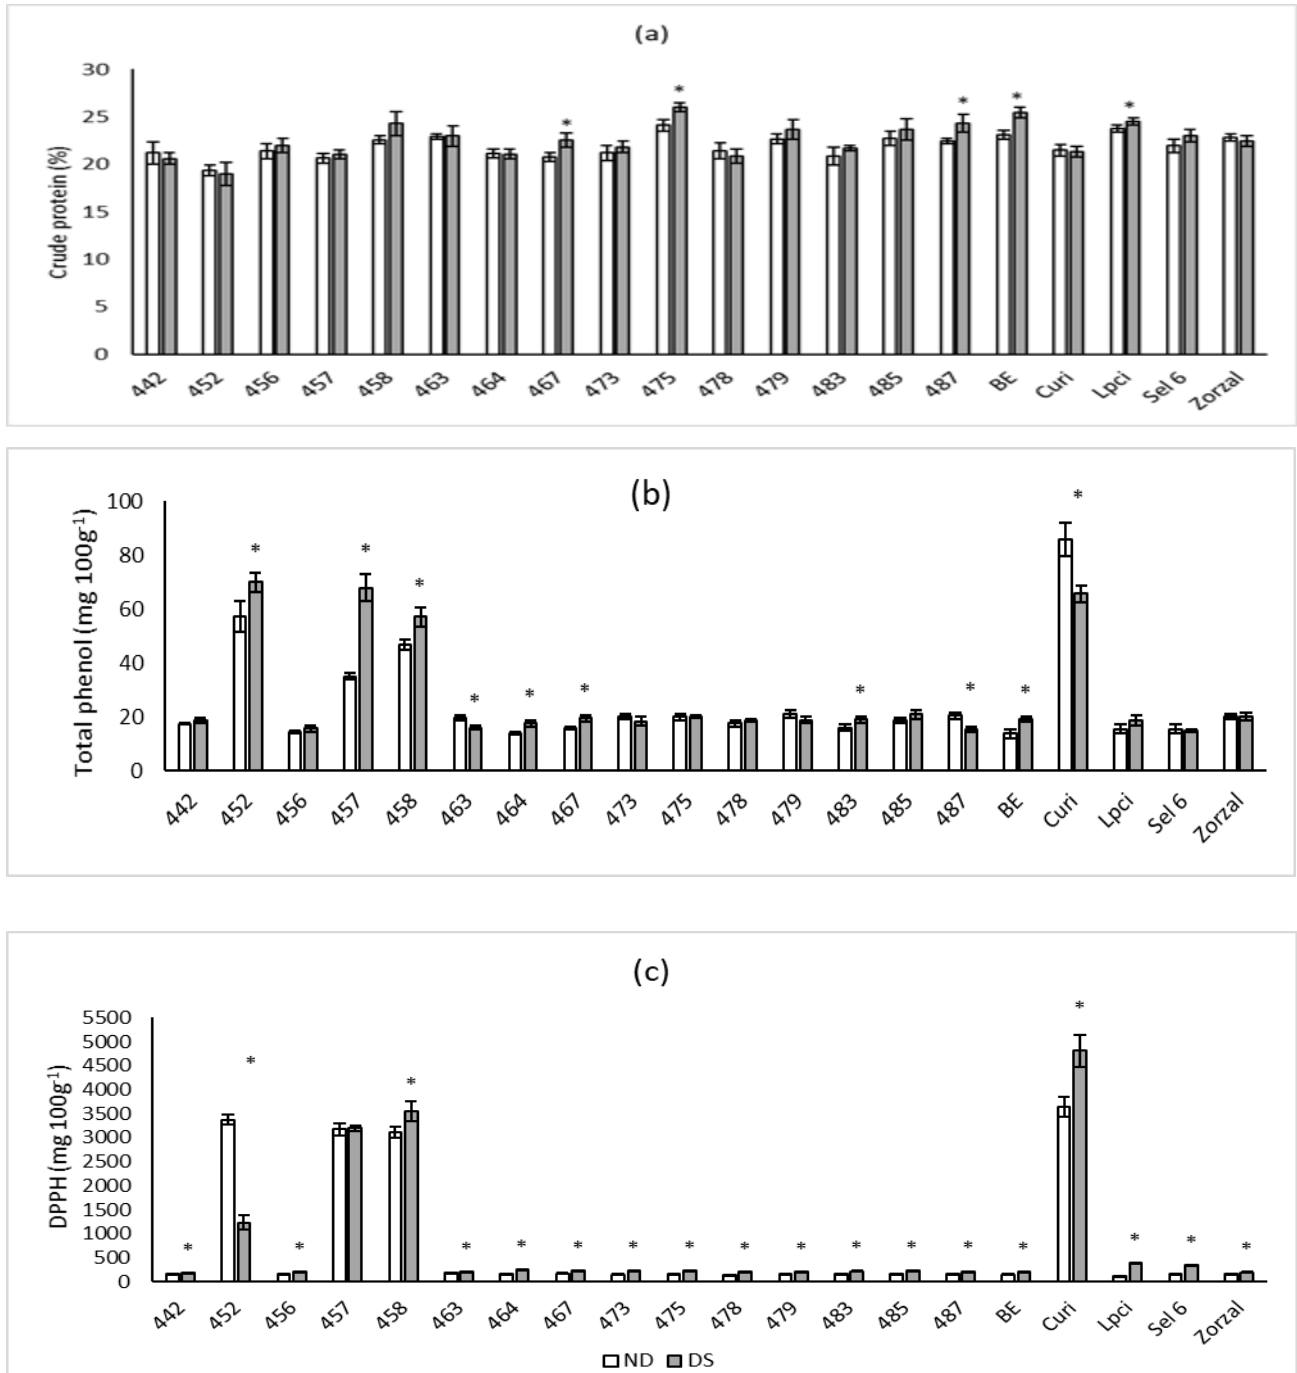 (a)
30
25
20
15
10
5
0
Crude protein (%)
* * * * *
442 452 456 457 458 463 464 467 473 475 478 479 483 485 487 BE Curi Lpci Sel 6 Zorzal
(b)
100
80
60
40
20
0
Total phenol (mg 100g⁻¹)
* * * * * * * * * *
442 452 456 457 458 463 464 467 473 475 478 479 483 485 487 BE Curi Lpci Sel 6 Zorzal
(c)
5500
5000
4500
4000
3500
3000
2500
2000
1500
1000
500
0
DPPH (mg 100g⁻¹)
* * * * * * * * * * * * * * * * * * *
442 452 456 457 458 463 464 467 473 475 478 479 483 485 487 BE Curi Lpci Sel 6 Zorzal
ND DS